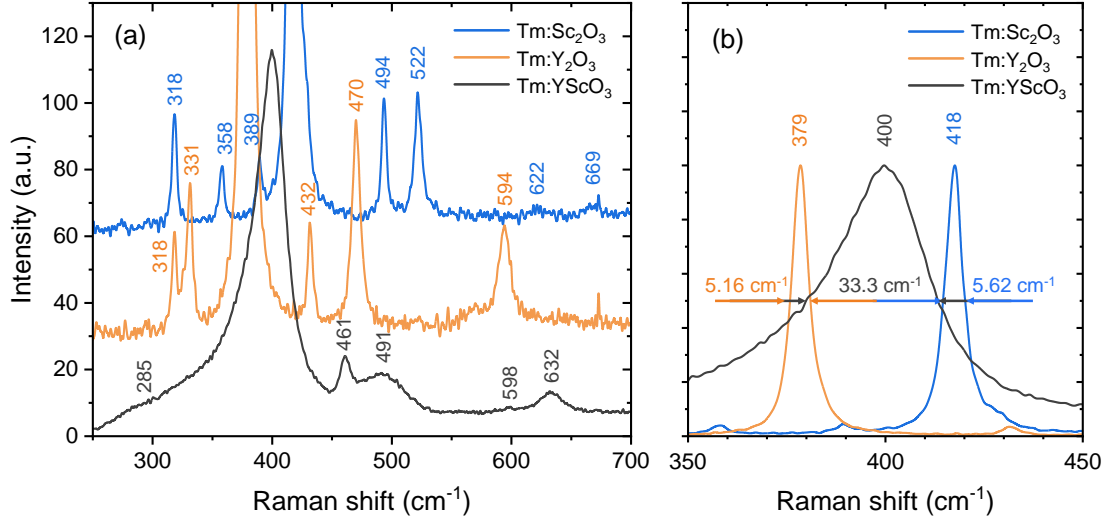 (a)
Tm:Sc₂O₃
Tm:Y₂O₃
Tm:YScO₃
Intensity (a.u.)
120
100
80
60
40
20
0
318
358
389
494
522
622
669
318
331
432
470
594
285
461
491
598
632
300
400
500
600
700
Raman shift (cm⁻¹)
(b)
Tm:Sc₂O₃
Tm:Y₂O₃
Tm:YScO₃
379
400
418
5.16 cm⁻¹
33.3 cm⁻¹
5.62 cm⁻¹
350
400
450
Raman shift (cm⁻¹)